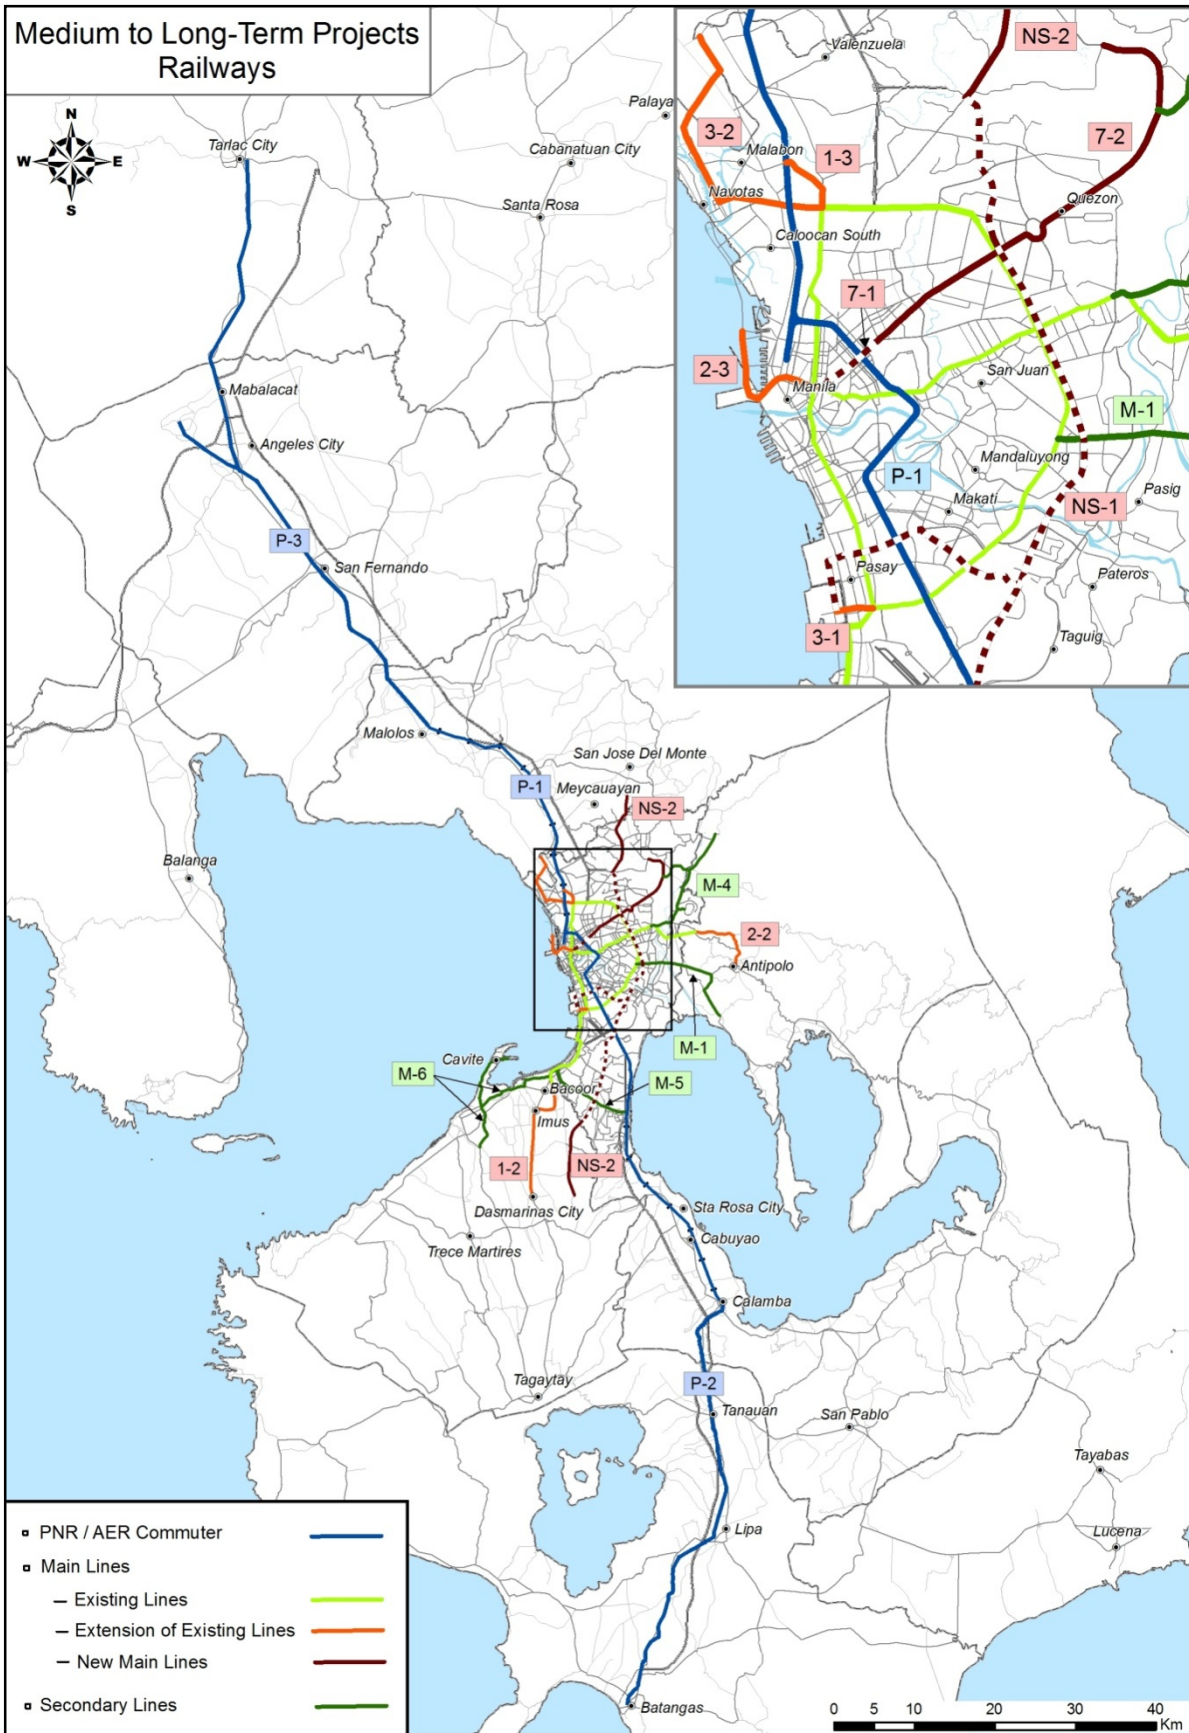 Medium to Long-Term Projects
Railways
N
W
E
S
Tarlac City
Palaya
Cabanatuan City
Santa Rosa
Mabalacat
Angeles City
P-3
San Fernando
Malolos
San Jose Del Monte
P-1
Meycauayan
NS-2
Balanga
M-4
2-2
Antipolo
M-1
Cavite
M-6
Bacoor
M-5
Imus
1-2
NS-2
Dasmarinas City
Sta Rosa City
Trece Martires
Cabuyao
Calamba
P-2
Tagaytay
Tanauan
San Pablo
Tayabas
Lipa
Lucena
Batangas
NS-2
Valenzuela
3-2
7-2
Malabon
1-3
Navotas
Quezon
Caloocan South
7-1
2-3
San Juan
Manila
M-1
Mandaluyong
P-1
Makati
Pasig
NS-1
Pasay
Pateros
3-1
Taguig
PNR / AER Commuter
Main Lines
– Existing Lines
– Extension of Existing Lines
– New Main Lines
Secondary Lines
0 5 10 20 30 40
Km